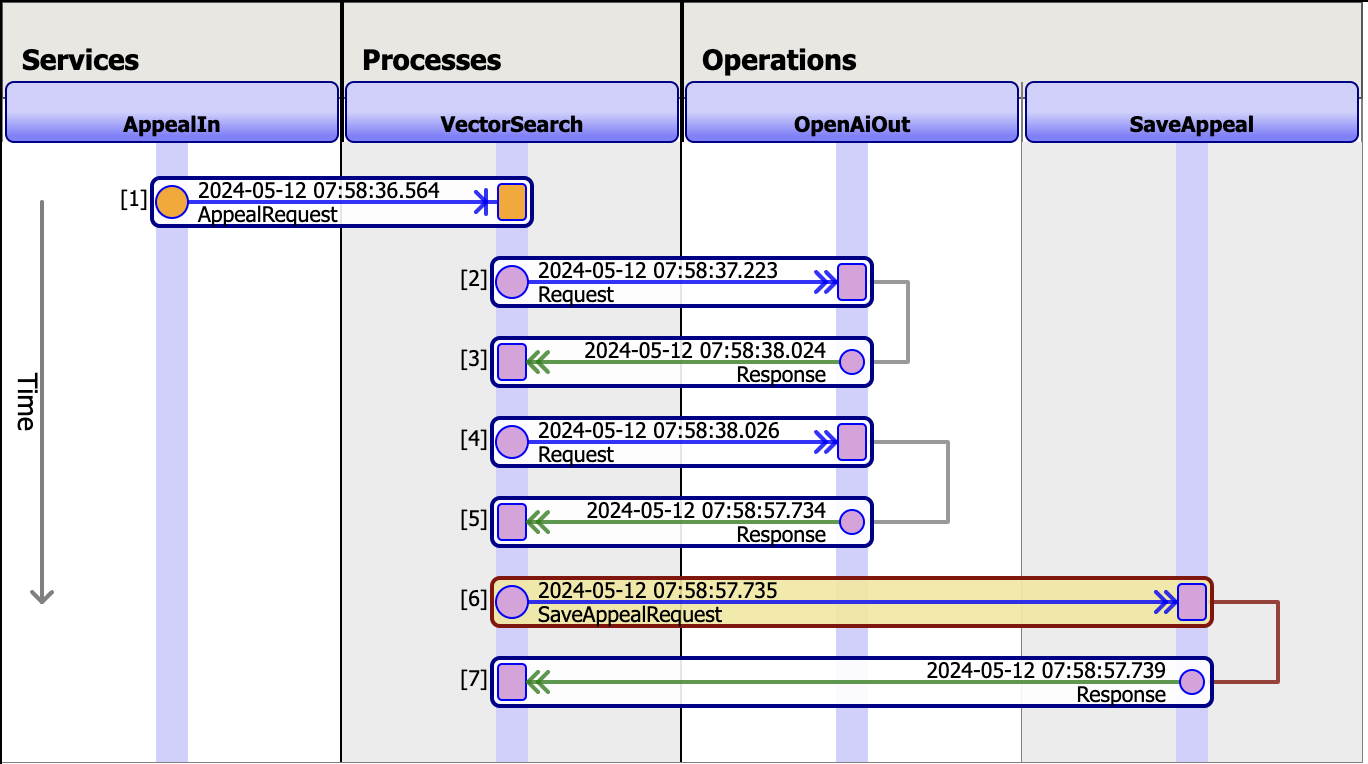 Services
Processes
Operations
AppealIn
VectorSearch
OpenAiOut
SaveAppeal
Time
[1]
2024-05-12 07:58:36.564
AppealRequest
[2]
2024-05-12 07:58:37.223
Request
[3]
2024-05-12 07:58:38.024
Response
[4]
2024-05-12 07:58:38.026
Request
[5]
2024-05-12 07:58:57.734
Response
[6]
2024-05-12 07:58:57.735
SaveAppealRequest
[7]
2024-05-12 07:58:57.739
Response